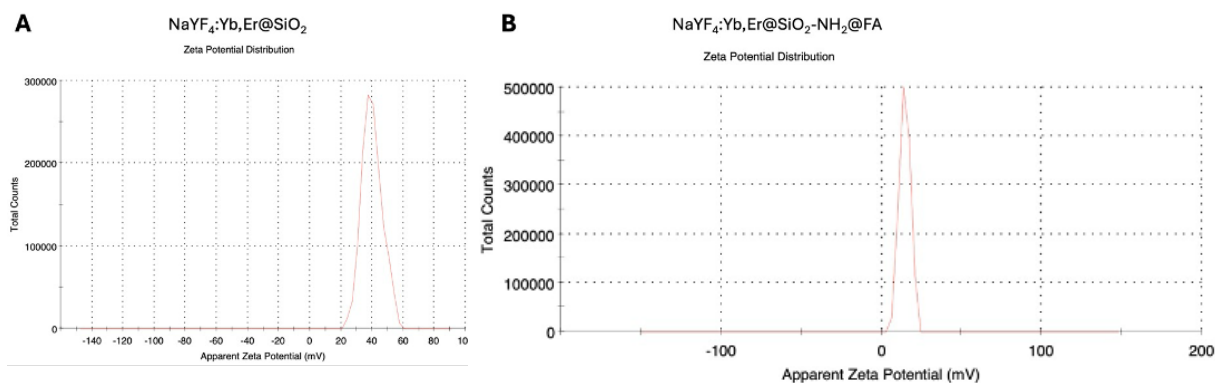 A
NaYF₄:Yb,Er@SiO₂
Zeta Potential Distribution
300000
200000
100000
0
Total Counts
-140 -120 -100 -80 -60 -40 -20 0 20 40 60 80 10
Apparent Zeta Potential (mV)
B
NaYF₄:Yb,Er@SiO₂-NH₂@FA
Zeta Potential Distribution
500000
400000
300000
200000
100000
0
Total Counts
-100 0 100 200
Apparent Zeta Potential (mV)